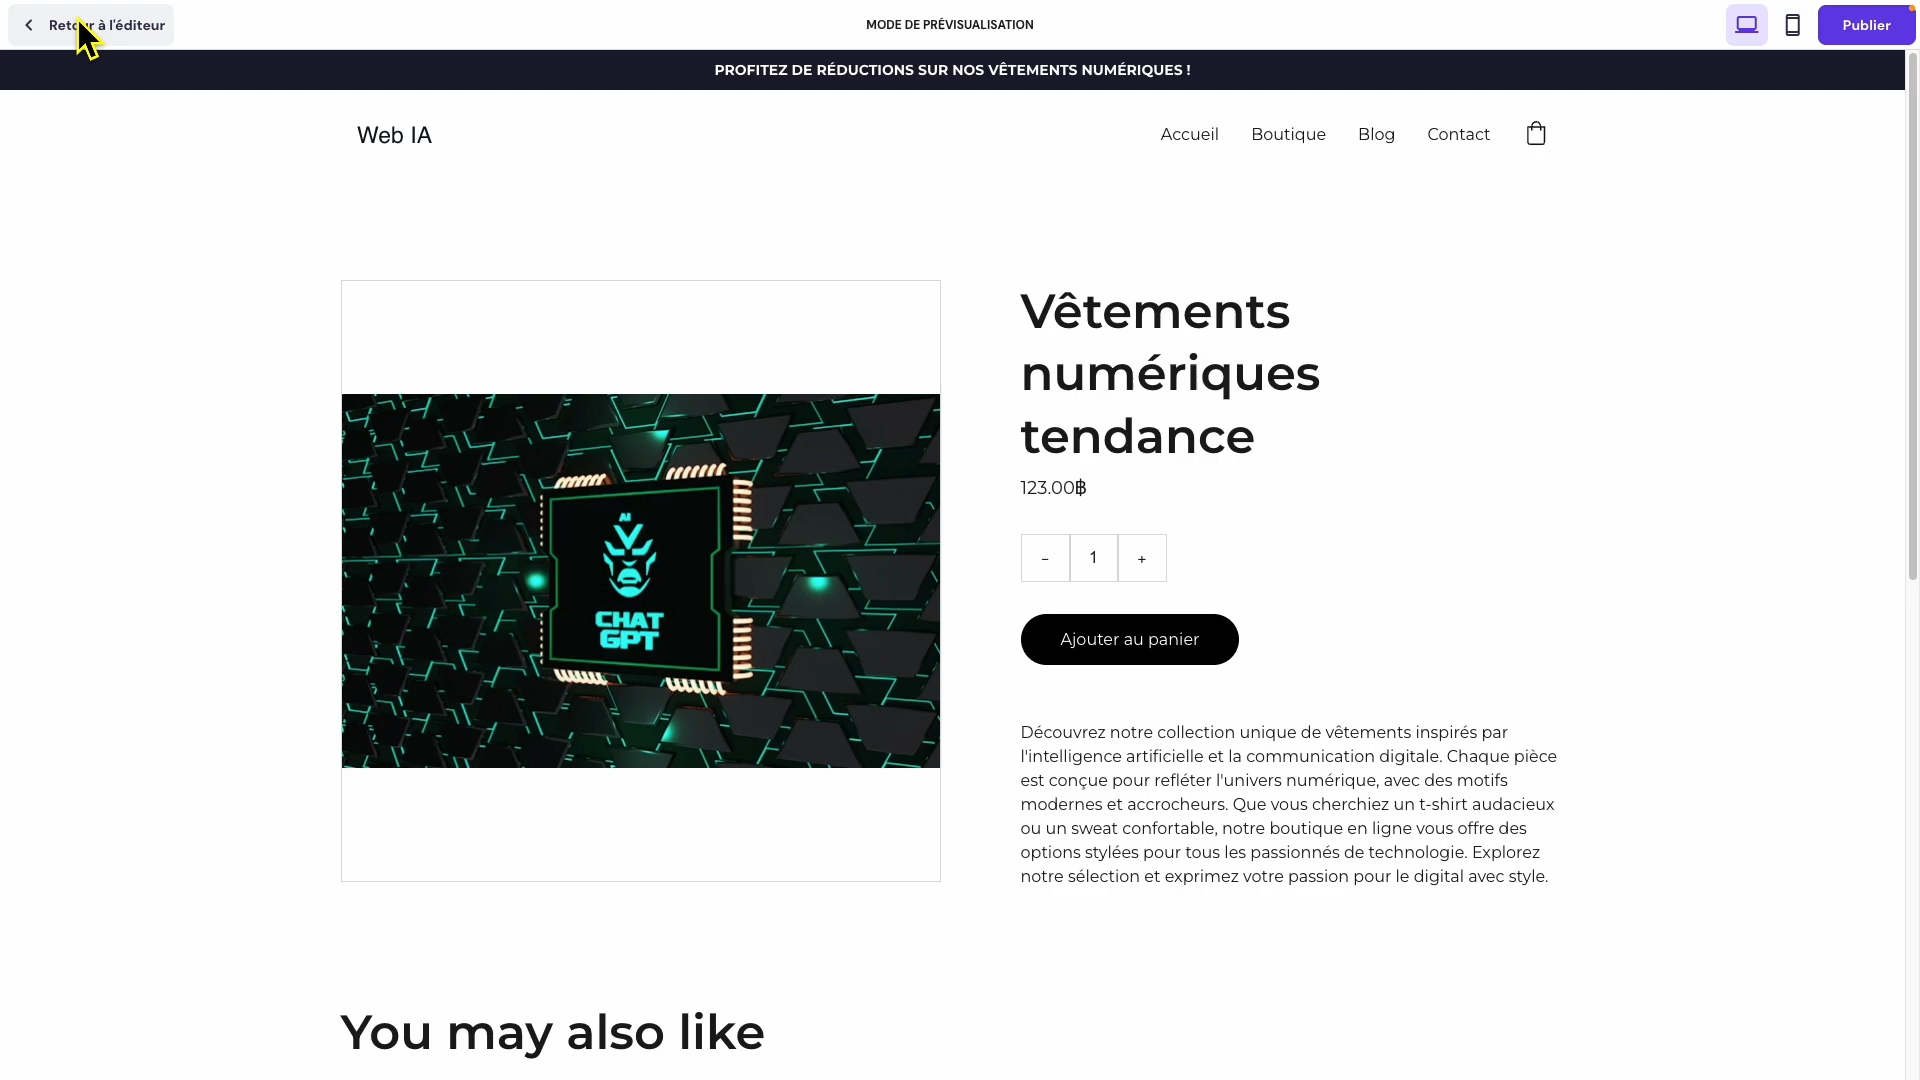 Retour à l'éditeur
MODE DE PRÉVISUALISATION
Publier
PROFITEZ DE RÉDUCTIONS SUR NOS VÊTEMENTS NUMÉRIQUES !
Web IA
Accueil
Boutique
Blog
Contact
Vêtements
numériques
tendance
123.00฿
-
1
+
Ajouter au panier
AI
CHAT
GPT
Découvrez notre collection unique de vêtements inspirés par
l'intelligence artificielle et la communication digitale. Chaque pièce
est conçue pour refléter l'univers numérique, avec des motifs
modernes et accrocheurs. Que vous cherchiez un t-shirt audacieux
ou un sweat confortable, notre boutique en ligne vous offre des
options stylées pour tous les passionnés de technologie. Explorez
notre sélection et exprimez votre passion pour le digital avec style.
You may also like